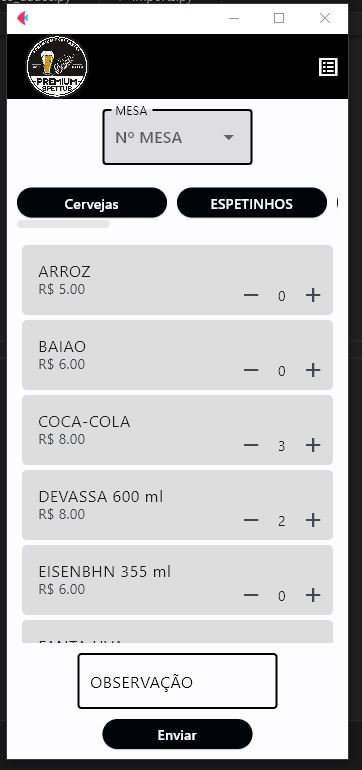 PREMIUM
SPETTUS
MESA
Nº MESA
Cervejas
ESPETINHOS
ARROZ
R$ 5.00
0
BAIAO
R$ 6.00
0
COCA-COLA
R$ 8.00
3
DEVASSA 600 ml
R$ 8.00
2
EISENBHN 355 ml
R$ 6.00
0
OBSERVAÇÃO
Enviar